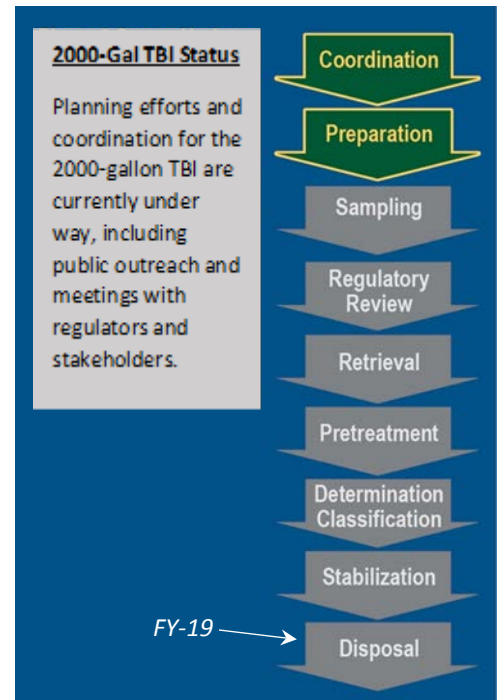 2000-Gal TBI Status
Planning efforts and
coordination for the
2000-gallon TBI are
currently under
way, including
public outreach and
meetings with
regulators and
stakeholders.
Coordination
Preparation
Sampling
Regulatory
Review
Retrieval
Pretreatment
Determination
Classification
Stabilization
FY-19
Disposal